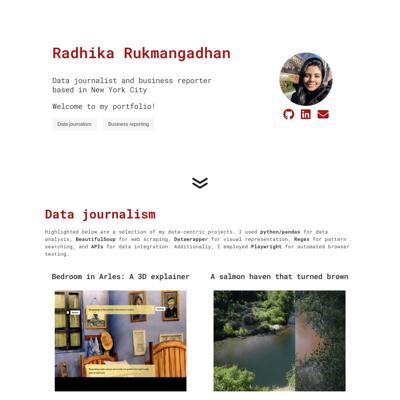 Radhika Rukmangadhan
Data journalist and business reporter
based in New York City
Welcome to my portfolio!
Data journalism
Business reporting
Data journalism
Highlighted below are a selection of my data-centric projects. I used python/pandas for data
analysis, BeautifulSoup for web scraping, Datawrapper for visual representation, Regex for pattern
searching, and APIs for data integration. Additionally, I employed Playwright for automated browser
testing.
Bedroom in Arles: A 3D explainer
A salmon haven that turned brown